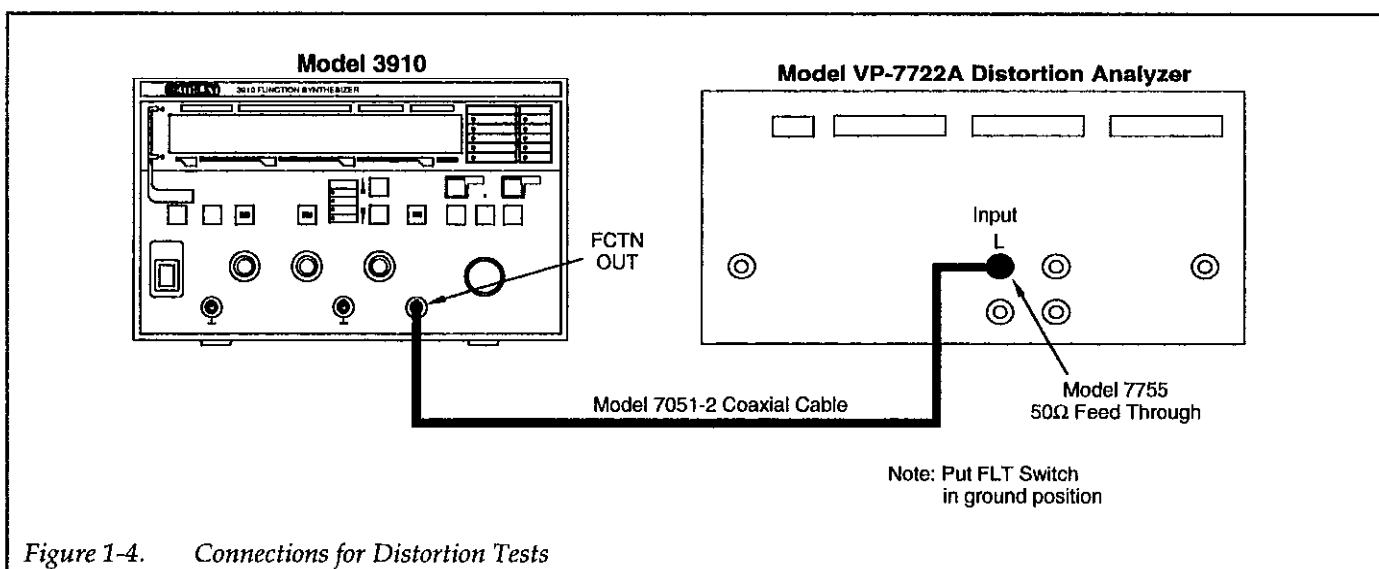 Model 3910
KEITHLEY 3910 FUNCTION SYNTHESIZER
Model VP-7722A Distortion Analyzer
Input
L
FCTN
OUT
Model 7755
50Ω Feed Through
Model 7051-2 Coaxial Cable
Note: Put FLT Switch
in ground position
Figure 1-4. Connections for Distortion Tests